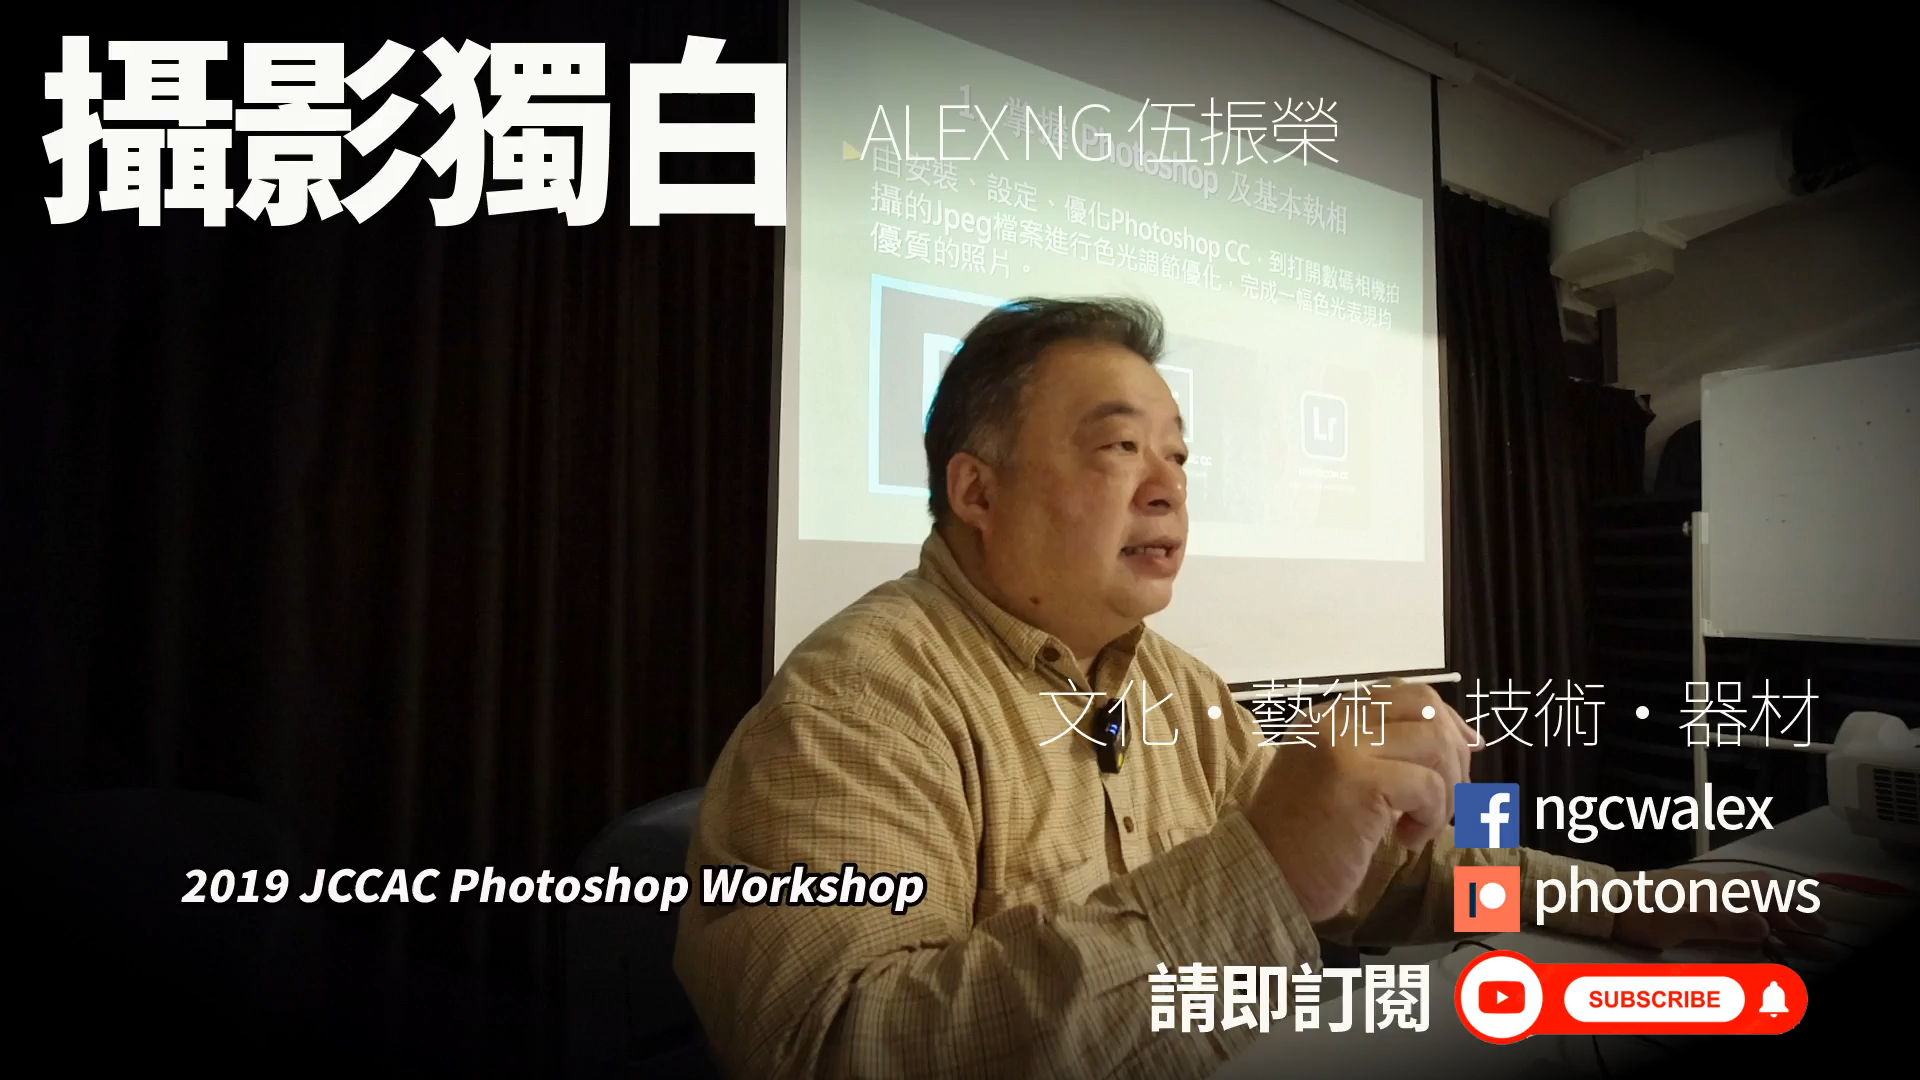 攝影獨白
ALEX NG 伍振榮
1. 掌握 Photoshop 及基本執相
由安裝、設定、優化Photoshop CC，到打開數碼相機拍
攝的Jpeg檔案進行色光調節優化，完成一幅色光表現均
優質的照片。
Lr
文化・藝術・技術・器材
ngcwalex
photonews
2019 JCCAC Photoshop Workshop
請即訂閱
SUBSCRIBE